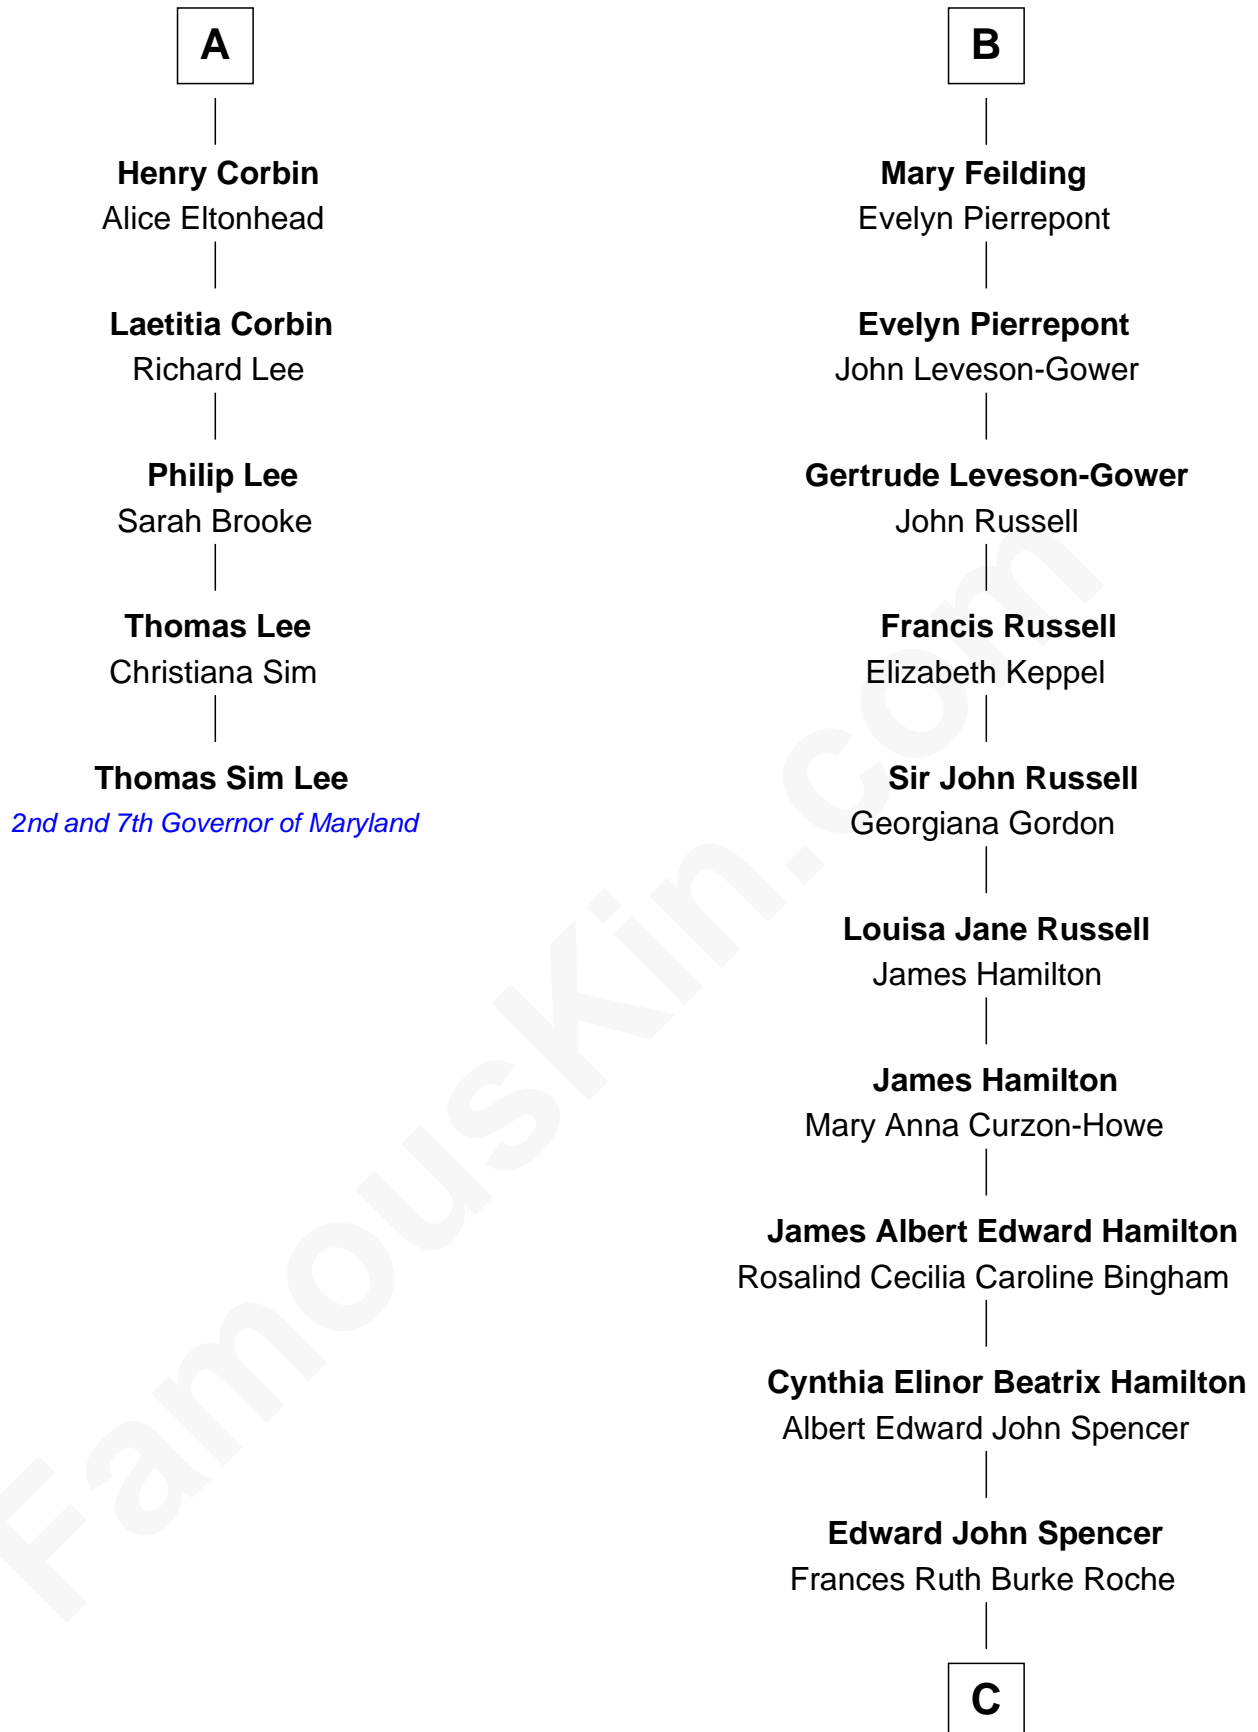 A
Henry Corbin
Alice Eltonhead
Laetitia Corbin
Richard Lee
Philip Lee
Sarah Brooke
Thomas Lee
Christiana Sim
Thomas Sim Lee
2nd and 7th Governor of Maryland
B
Mary Feilding
Evelyn Pierrepont
Evelyn Pierrepont
John Leveson-Gower
Gertrude Leveson-Gower
John Russell
Francis Russell
Elizabeth Keppel
Sir John Russell
Georgiana Gordon
Louisa Jane Russell
James Hamilton
James Hamilton
Mary Anna Curzon-Howe
James Albert Edward Hamilton
Rosalind Cecilia Caroline Bingham
Cynthia Elinor Beatrix Hamilton
Albert Edward John Spencer
Edward John Spencer
Frances Ruth Burke Roche
C
FamousKin.com